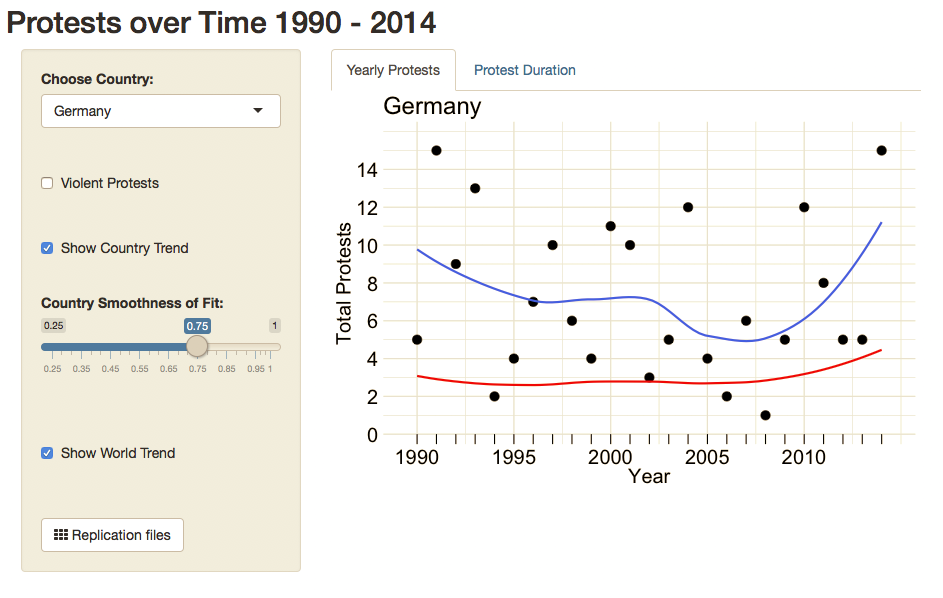 Protests over Time 1990 - 2014
Choose Country:
Germany
Violent Protests
Show Country Trend
Country Smoothness of Fit:
0.25 0.75 1
0.25 0.35 0.45 0.55 0.65 0.75 0.85 0.95 1
Show World Trend
Replication files
Yearly Protests Protest Duration
Germany
Total Protests
14
12
10
8
6
4
2
0
1990 1995 2000 2005 2010
Year